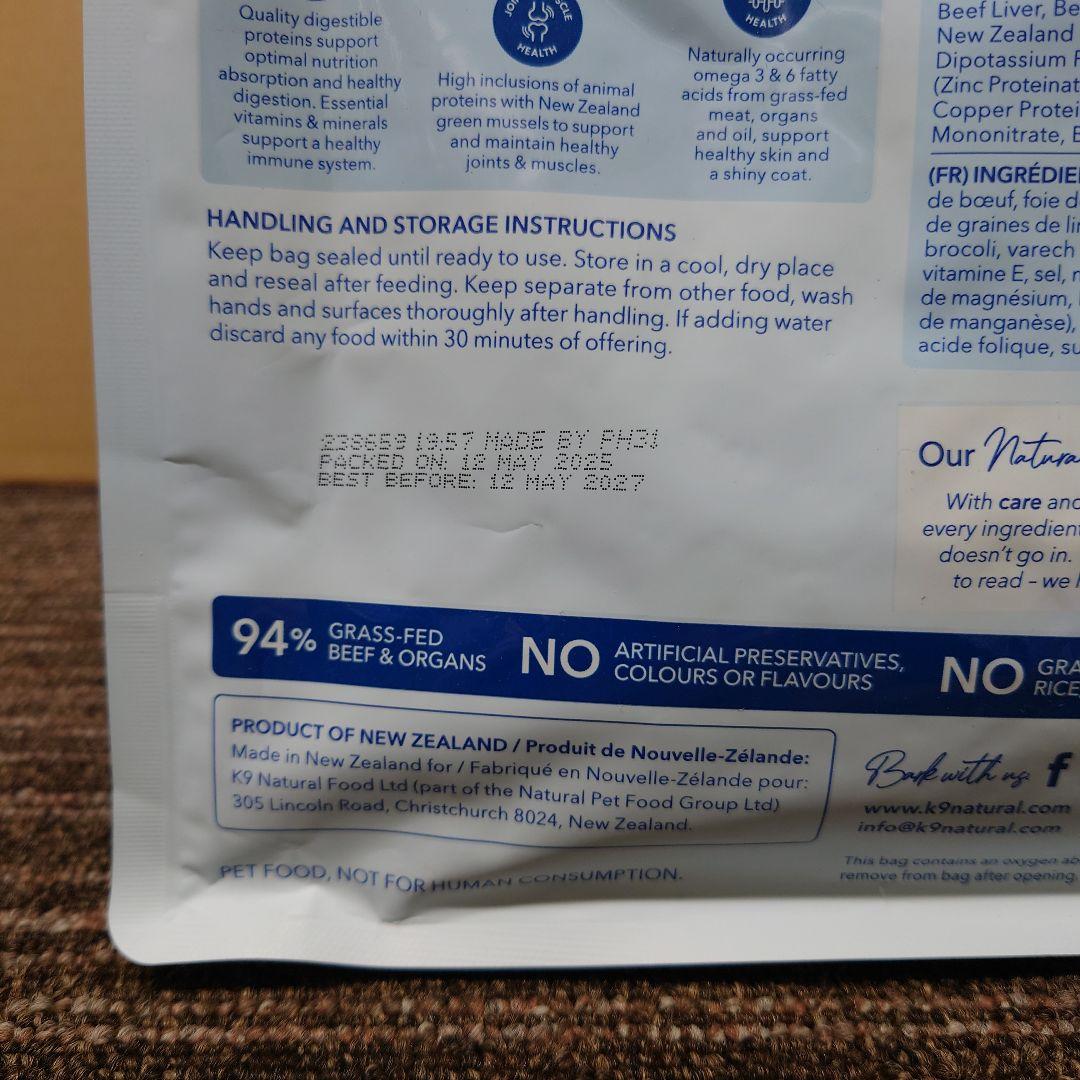 Quality digestible
proteins support
optimal nutrition
absorption and healthy
digestion. Essential
vitamins & minerals
support a healthy
immune system.
HEALTH
High inclusions of animal
proteins with New Zealand
green mussels to support
and maintain healthy
joints & muscles.
HEALTH
Naturally occurring
omega 3 & 6 fatty
acids from grass-fed
meat, organs
and oil, support
healthy skin and
a shiny coat.
HANDLING AND STORAGE INSTRUCTIONS
Keep bag sealed until ready to use. Store in a cool, dry place
and reseal after feeding. Keep separate from other food, wash
hands and surfaces thoroughly after handling. If adding water
discard any food within 30 minutes of offering.
238659 19:57 MADE BY PH31
PACKED ON: 12 MAY 2025
BEST BEFORE: 12 MAY 2027
94% GRASS-FED
BEEF & ORGANS
NO ARTIFICIAL PRESERVATIVES,
COLOURS OR FLAVOURS
NO GRA
RICE
PRODUCT OF NEW ZEALAND / Produit de Nouvelle-Zélande:
Made in New Zealand for / Fabriqué en Nouvelle-Zélande pour:
K9 Natural Food Ltd (part of the Natural Pet Food Group Ltd)
305 Lincoln Road, Christchurch 8024, New Zealand.
PET FOOD, NOT FOR HUMAN CONSUMPTION.
Beef Liver, Be
New Zealand
Dipotassium P
(Zinc Proteinat
Copper Protei
Mononitrate,
(FR) INGRÉDIE
de bœuf, foie d
de graines de li
brocoli, varech
vitamine E, sel,
de magnésium,
de manganèse),
acide folique, su
Our Natura
With care and
every ingredient
doesn't go in.
to read – we
Bark with us f
www.k9natural.com
info@k9natural.com
This bag contains an oxygen ab
remove from bag after opening.